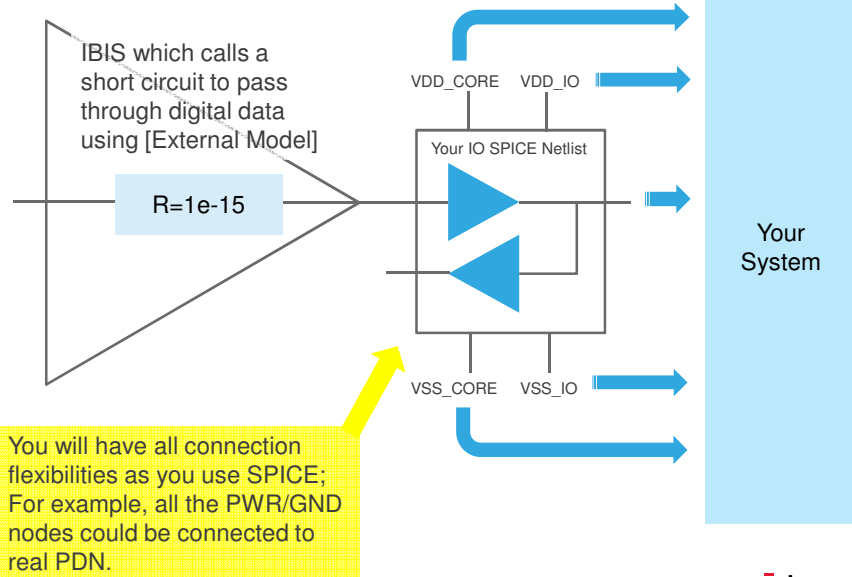 IBIS which calls a
short circuit to pass
through digital data
using [External Model]
R=1e-15
VDD_CORE
VDD_IO
Your IO SPICE Netlist
VSS_CORE
VSS_IO
Your
System
You will have all connection
flexibilities as you use SPICE;
For example, all the PWR/GND
nodes could be connected to
real PDN.